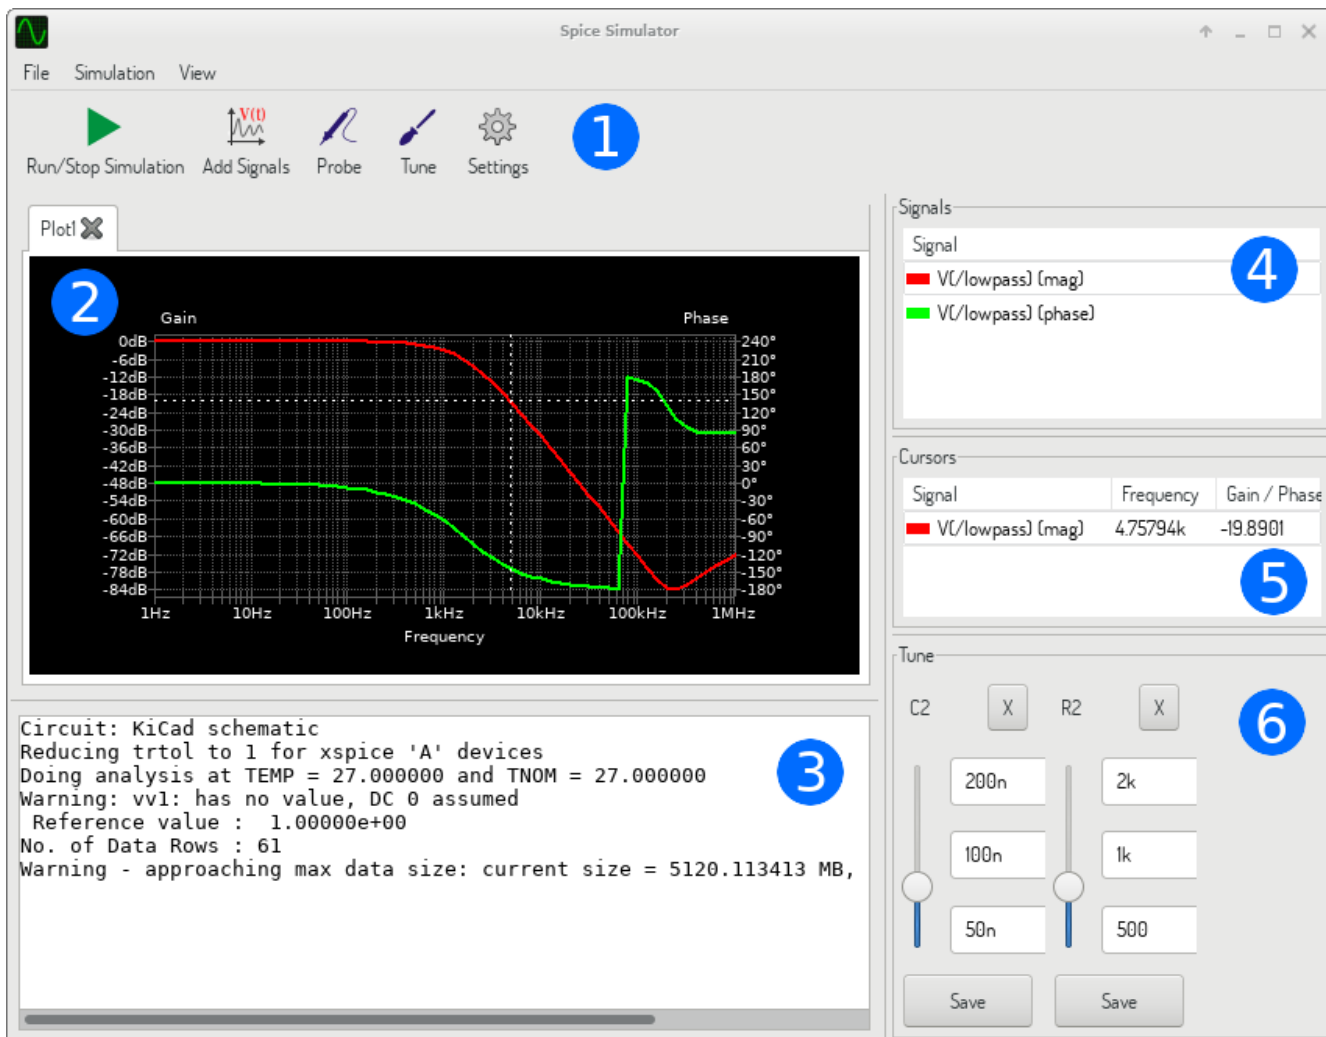 Spice Simulator
File Simulation View
Run/Stop Simulation Add Signals V(t) Probe Tune Settings 1
Plot1
2
Gain Phase
0dB 240°
-6dB 210°
-12dB 180°
-18dB 150°
-24dB 120°
-30dB 90°
-36dB 60°
-42dB 30°
-48dB 0°
-54dB -30°
-60dB -60°
-66dB -90°
-72dB -120°
-78dB -150°
-84dB -180°
1Hz 10Hz 100Hz 1kHz 10kHz 100kHz 1MHz
Frequency
Circuit: KiCad schematic
Reducing trtol to 1 for xspice 'A' devices
Doing analysis at TEMP = 27.000000 and TNOM = 27.000000
Warning: vv1: has no value, DC 0 assumed
Reference value : 1.00000e+00
No. of Data Rows : 61
Warning - approaching max data size: current size = 5120.113413 MB,
3
Signals
Signal
4
V(/lowpass) (mag)
V(/lowpass) (phase)
Cursors
Signal Frequency Gain / Phase
V(/lowpass) (mag) 4.75794k -19.8901
5
Tune
C2 X R2 X
6
200n 2k
100n 1k
50n 500
Save Save